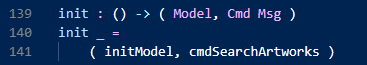 139 init : () -> ( Model, Cmd Msg )
140 init _ =
141     ( initModel, cmdSearchArtworks )